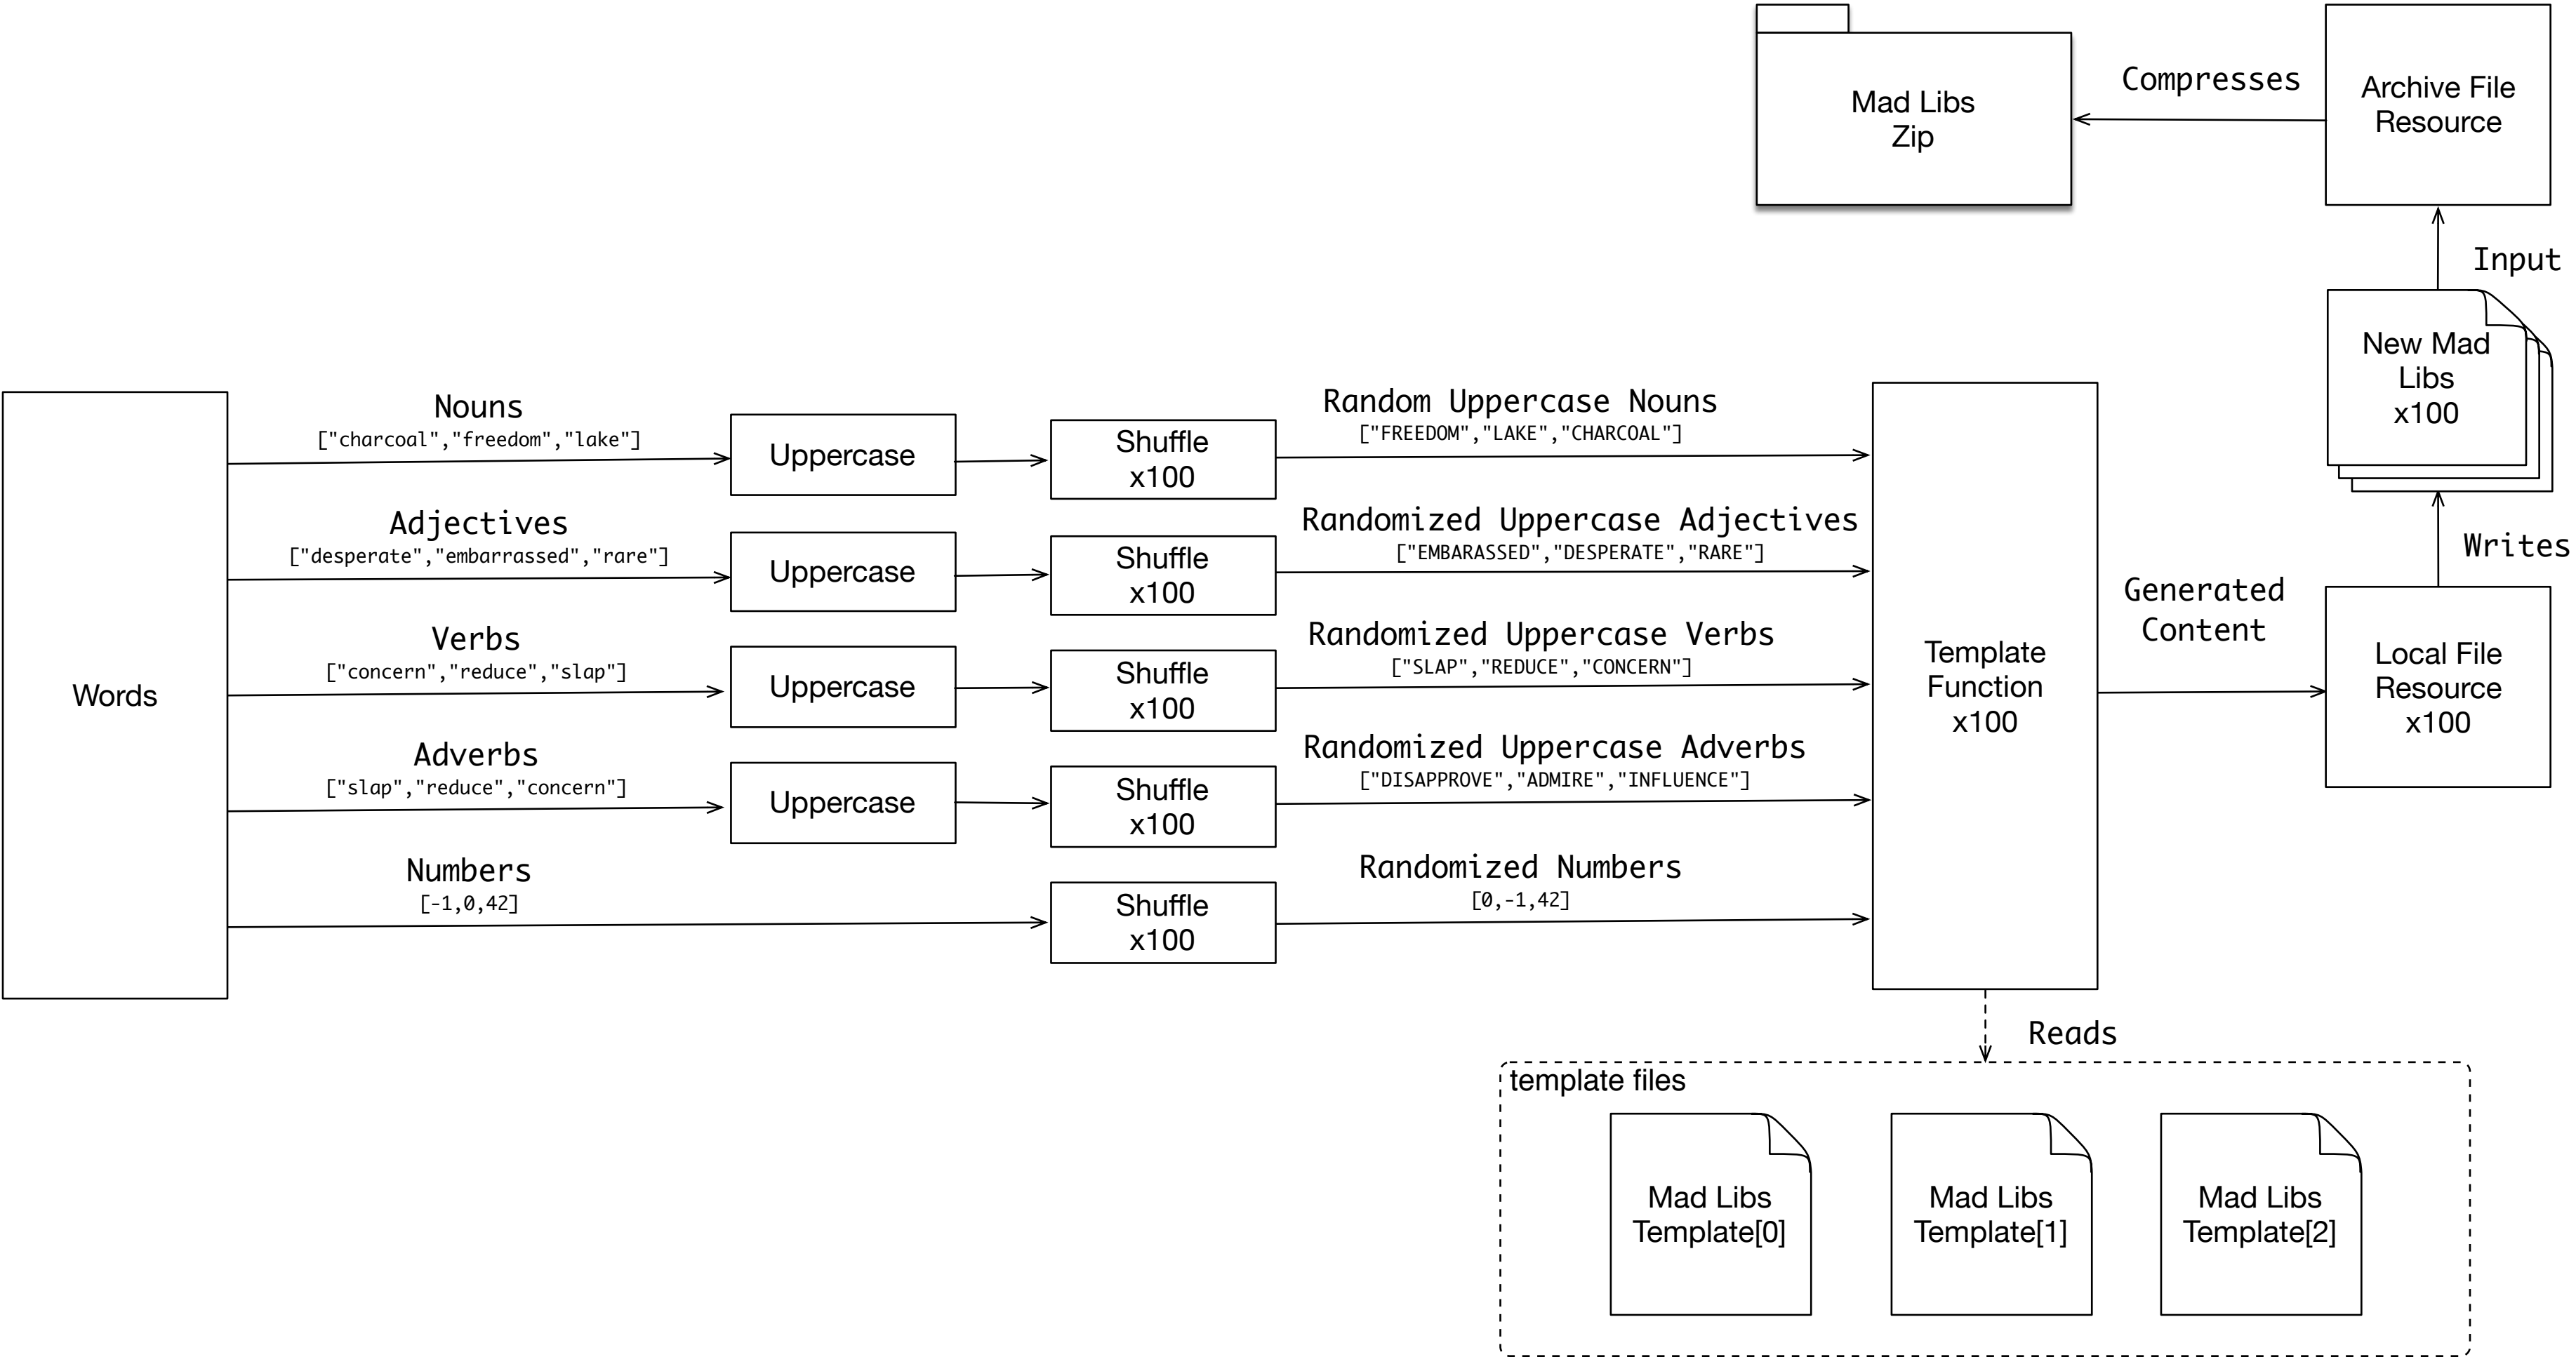 Mad Libs
Zip
Compresses
Archive File
Resource
Input
New Mad
Libs
x100
Writes
Words
Nouns
["charcoal","freedom","lake"]
Uppercase
Shuffle
x100
Random Uppercase Nouns
["FREEDOM","LAKE","CHARCOAL"]
Adjectives
["desperate","embarrassed","rare"]
Uppercase
Shuffle
x100
Randomized Uppercase Adjectives
["EMBARASSED","DESPERATE","RARE"]
Verbs
["concern","reduce","slap"]
Uppercase
Shuffle
x100
Randomized Uppercase Verbs
["SLAP","REDUCE","CONCERN"]
Adverbs
["slap","reduce","concern"]
Uppercase
Shuffle
x100
Randomized Uppercase Adverbs
["DISAPPROVE","ADMIRE","INFLUENCE"]
Numbers
[-1,0,42]
Shuffle
x100
Randomized Numbers
[0,-1,42]
Template
Function
x100
Generated
Content
Local File
Resource
x100
Reads
template files
Mad Libs
Template[0]
Mad Libs
Template[1]
Mad Libs
Template[2]